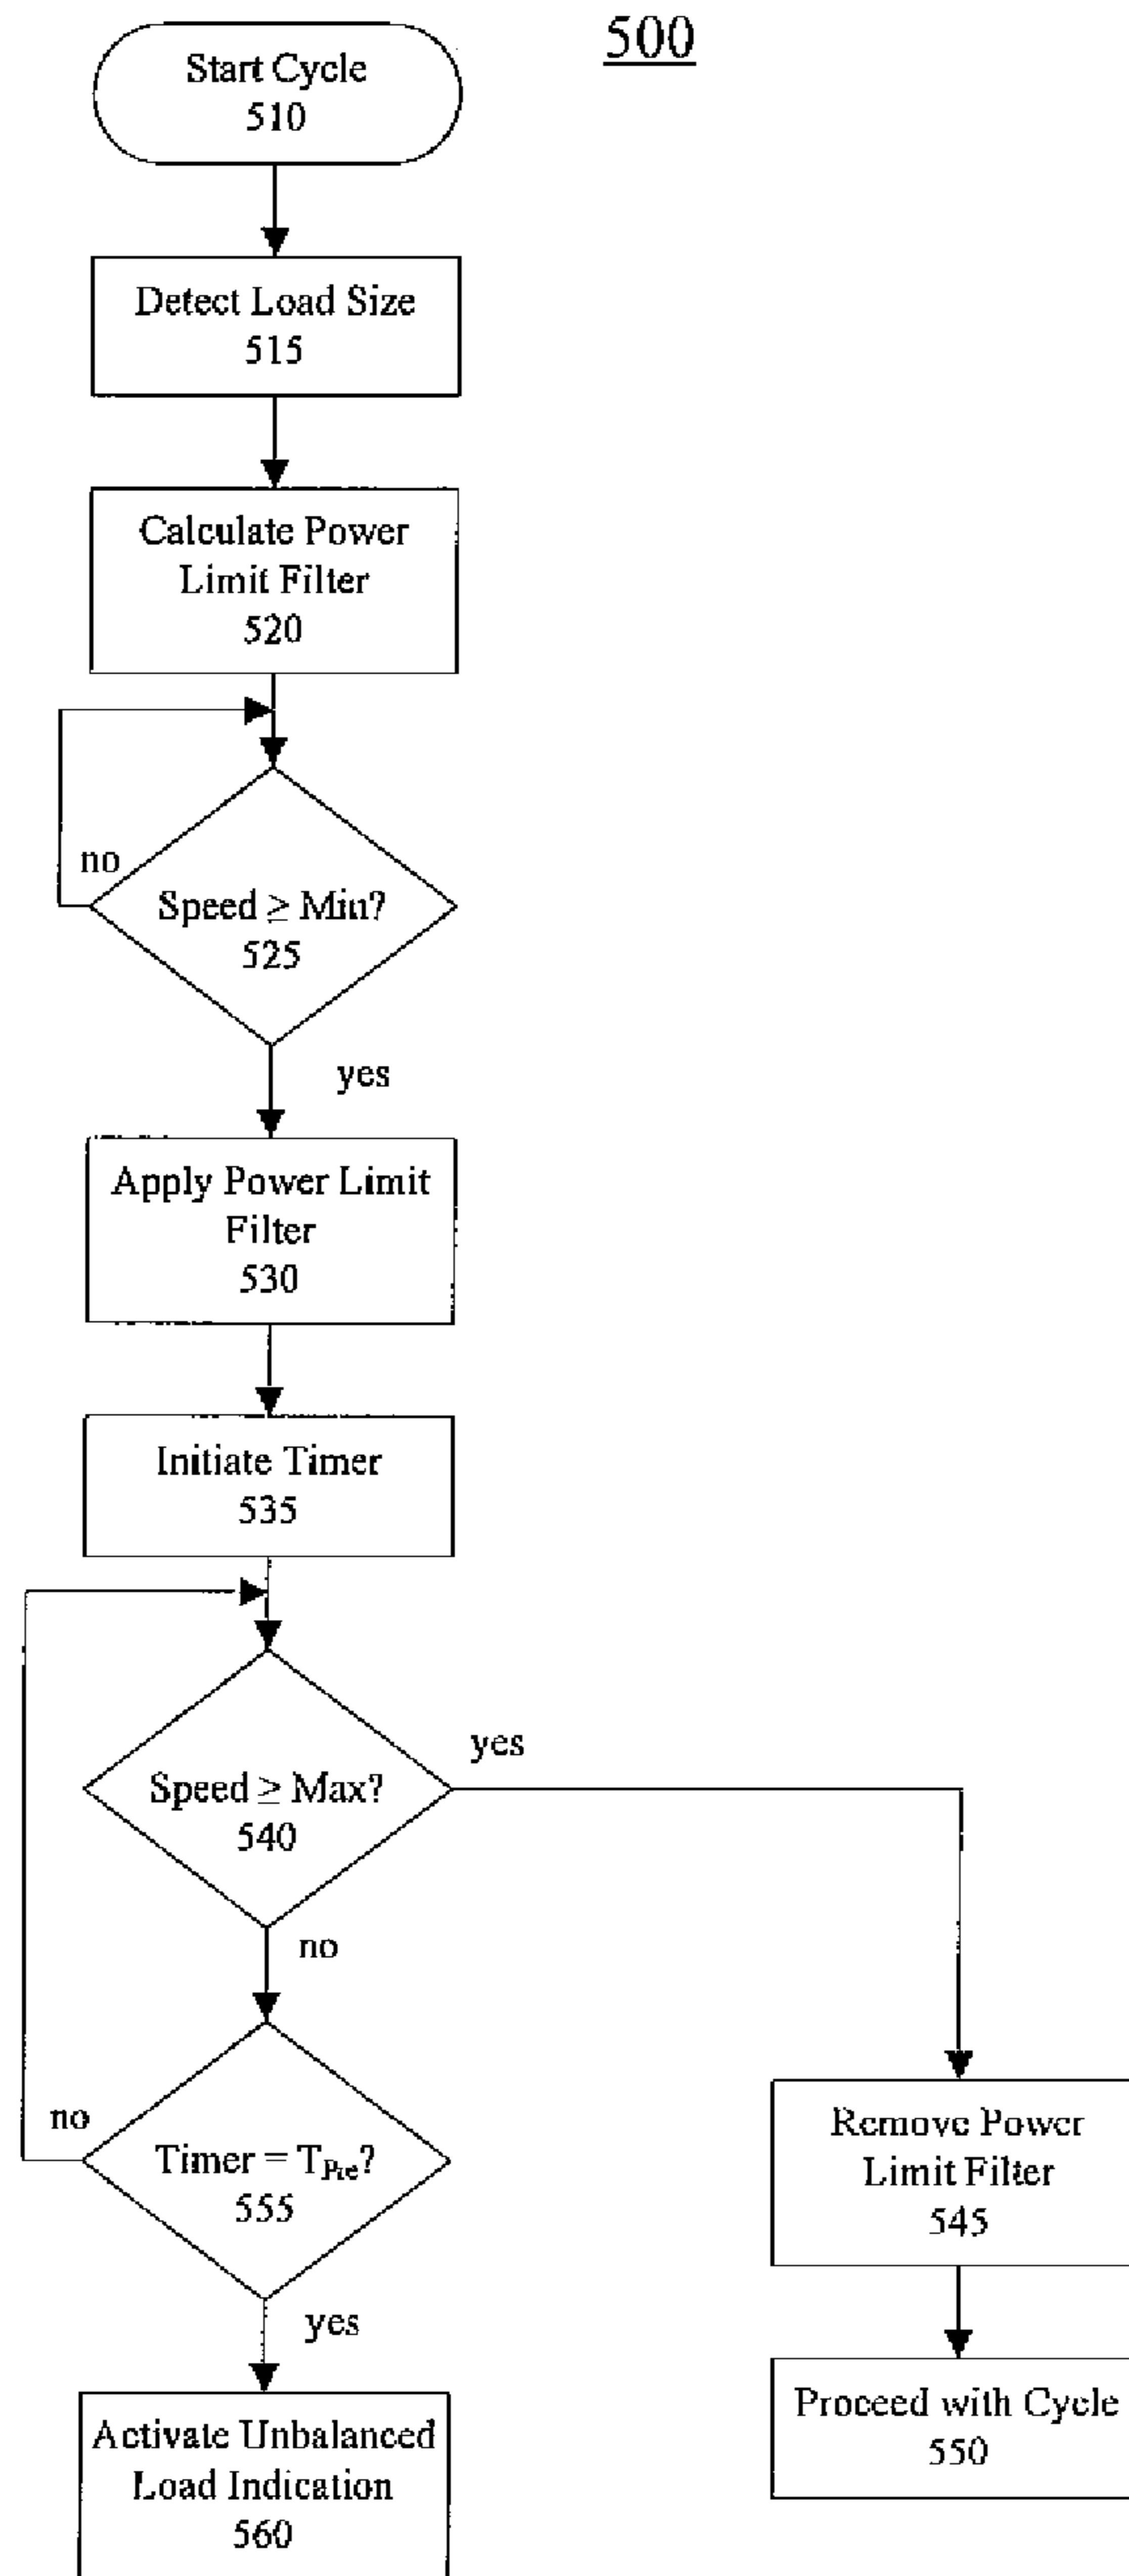 500
Start Cycle
510
Detect Load Size
515
Calculate Power
Limit Filter
520
no
Speed ≥ Min?
525
yes
Apply Power Limit
Filter
530
Initiate Timer
535
yes
Speed ≥ Max?
540
no
no
Timer = TPre?
555
yes
Remove Power
Limit Filter
545
Proceed with Cycle
550
Activate Unbalanced
Load Indication
560